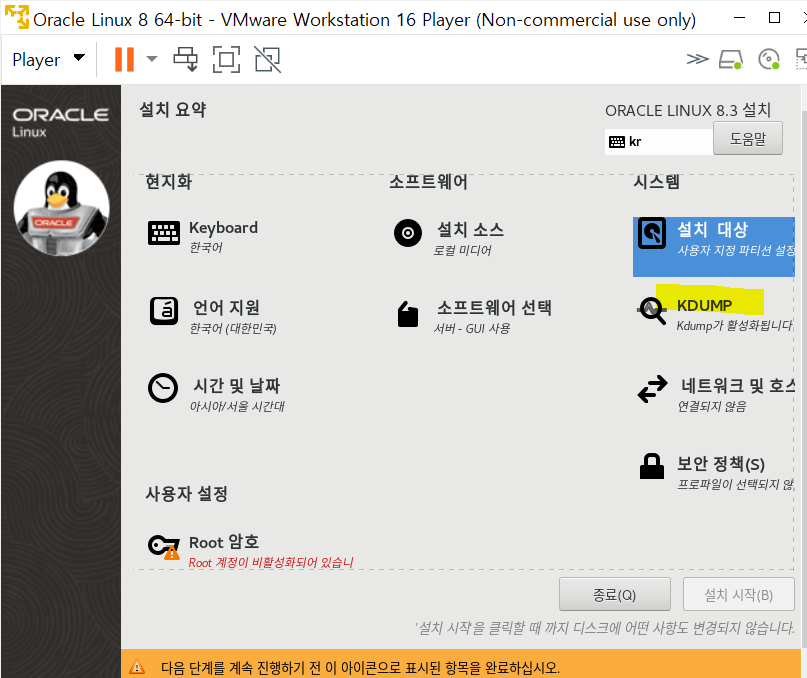 Oracle Linux 8 64-bit - VMware Workstation 16 Player (Non-commercial use only)
Player
ORACLE
Linux
설치 요약
ORACLE LINUX 8.3 설치
kr
도움말
현지화
소프트웨어
시스템
Keyboard
한국어
설치 소스
로컬 미디어
설치 대상
사용자 지정 파티션 설정
언어 지원
한국어 (대한민국)
소프트웨어 선택
서버 - GUI 사용
KDUMP
Kdump가 활성화됩니다
시간 및 날짜
아시아/서울 시간대
네트워크 및 호스
연결되지 않음
보안 정책(S)
프로파일이 선택되지 않
사용자 설정
Root 암호
Root 계정이 비활성화되어 있습니
ORACLE
종료(Q)
설치 시작(B)
'설치 시작'을 클릭할 때 까지 디스크에 어떤 사항도 변경되지 않습니다.
다음 단계를 계속 진행하기 전 이 아이콘으로 표시된 항목을 완료하십시오.